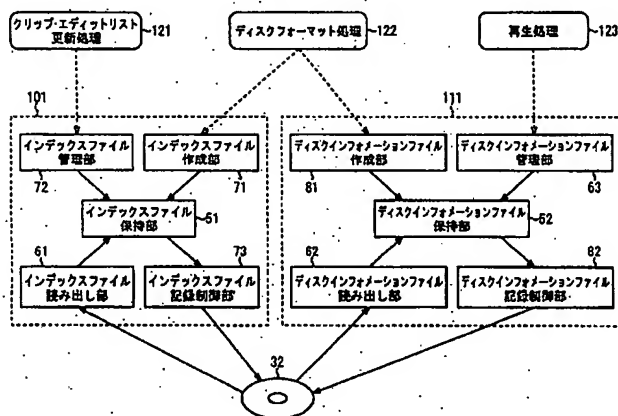 クリップ・エディットリスト
更新処理
121
ディスクフォーマット処理
122
再生処理
123
101
111
インデックスファイル
管理部
72
インデックスファイル
作成部
71
ディスクインフォメーションファイル
作成部
81
ディスクインフォメーションファイル
管理部
63
インデックスファイル
保持部
51
ディスクインフォメーションファイル
保持部
52
61
インデックスファイル
読み出し部
73
インデックスファイル
記録制御部
62
ディスクインフォメーションファイル
読み出し部
82
ディスクインフォメーションファイル
記録制御部
32